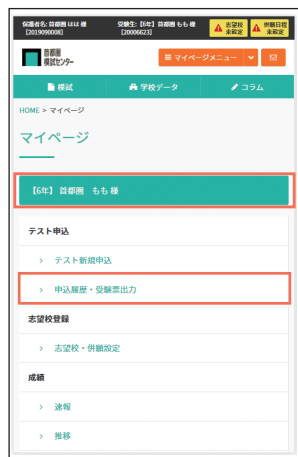 保護者名: 首都圏 はは 様
[2019090008]
受験生:【6年】首都圏 もも 様
[20006623]
志望校
未設定
併願日程
未設定
首都圏
模試センター
マイページメニュー
模試
学校データ
コラム
HOME > マイページ
マイページ
【6年】 首都圏 もも 様
テスト申込
> テスト新規申込
> 申込履歴・受験票出力
志望校登録
> 志望校・併願設定
成績
> 速報
> 推移